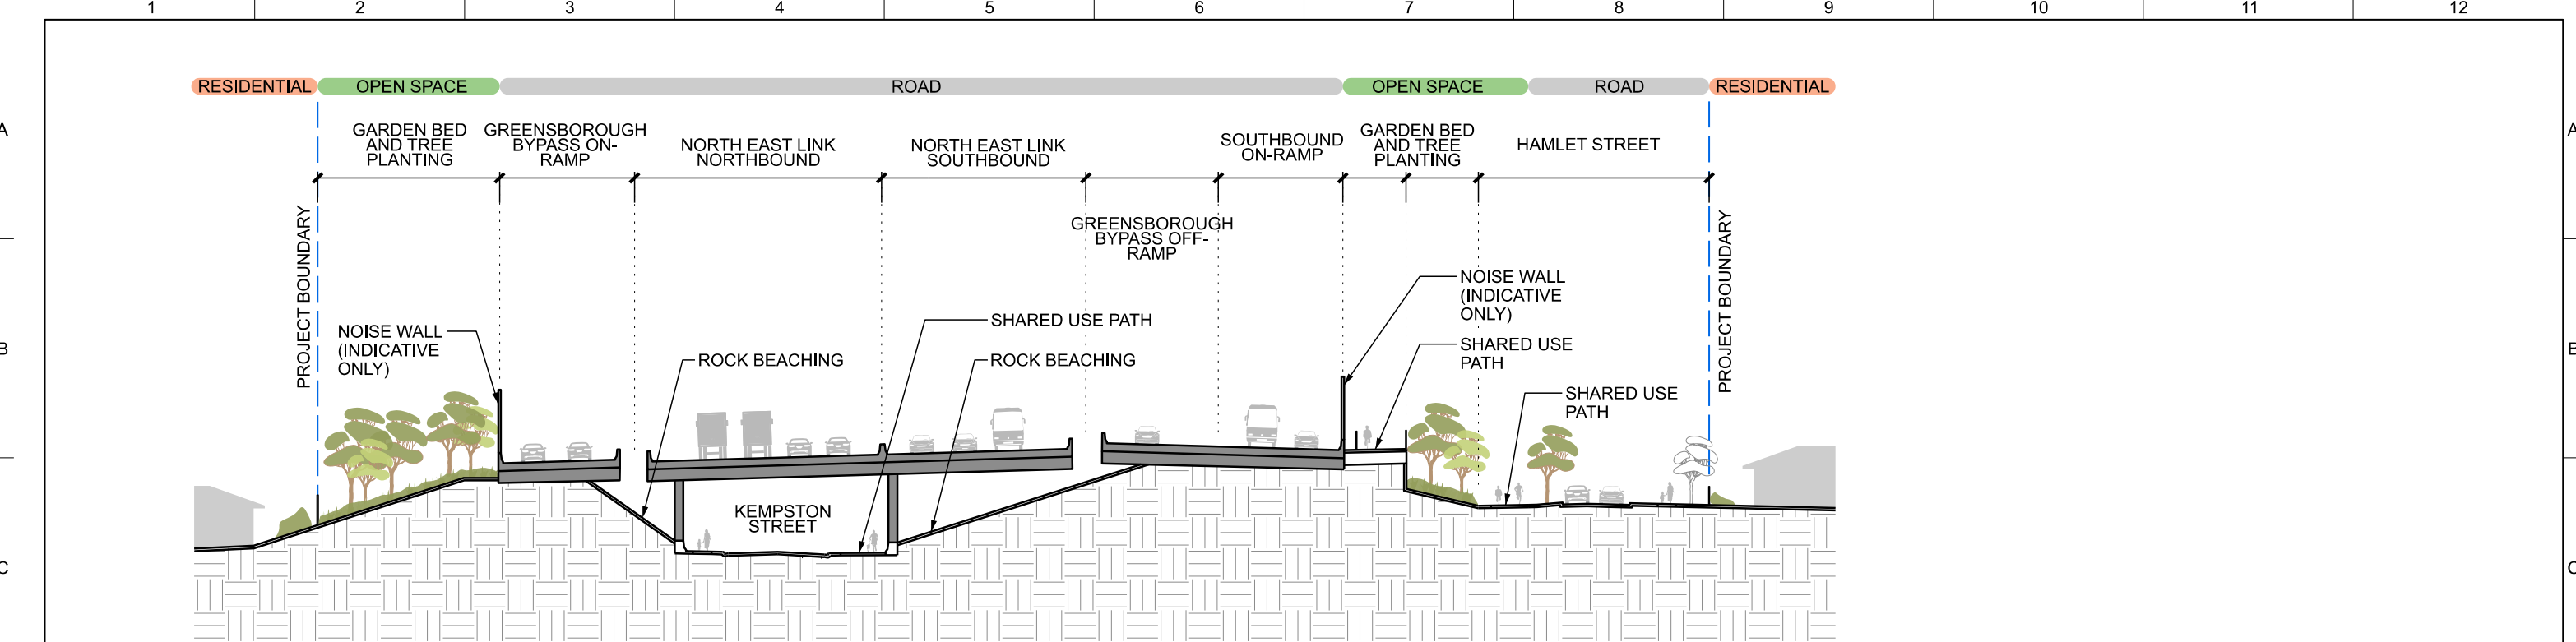 1 2 3 4 5 6 7 8 9 10 11 12
RESIDENTIAL OPEN SPACE ROAD OPEN SPACE ROAD RESIDENTIAL
A A
GARDEN BED
AND TREE
PLANTING
GREENSBOROUGH
BYPASS ON-
RAMP
NORTH EAST LINK
NORTHBOUND
NORTH EAST LINK
SOUTHBOUND
SOUTHBOUND
ON-RAMP
GARDEN BED
AND TREE
PLANTING
HAMLET STREET
PROJECT BOUNDARY
GREENSBOROUGH
BYPASS OFF-
RAMP
PROJECT BOUNDARY
B B
NOISE WALL
(INDICATIVE
ONLY)
ROCK BEACHING
SHARED USE PATH
ROCK BEACHING
NOISE WALL
(INDICATIVE
ONLY)
SHARED USE
PATH
SHARED USE
PATH
KEMPSTON
STREET
C C